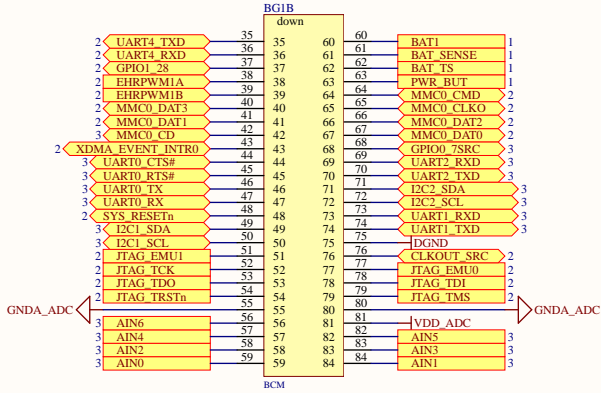 BG1B
down
2 UART4_TXD 35 35 60 60 BAT1 1
2 UART4_RXD 36 36 61 61 BAT_SENSE 1
2 GPIO1_28 37 37 62 62 BAT_TS 1
2 EHRPWM1A 38 38 63 63 PWR_BUT 1
2 EHRPWM1B 39 39 64 64 MMC0_CMD 2
2 MMC0_DAT3 40 40 65 65 MMC0_CLKO 2
2 MMC0_DAT1 41 41 66 66 MMC0_DAT2 2
3 MMC0_CD 42 42 67 67 MMC0_DAT0 2
2 XDMA_EVENT_INTR0 43 43 68 68 GPIO0_7SRC 3
3 UART0_CTS# 44 44 69 69 UART2_RXD 3
3 UART0_RTS# 45 45 70 70 UART2_TXD 3
3 UART0_TX 46 46 71 71 I2C2_SDA 3
3 UART0_RX 47 47 72 72 I2C2_SCL 3
2 SYS_RESETn 48 48 73 73 UART1_RXD 3
3 I2C1_SDA 49 49 74 74 UART1_TXD 3
3 I2C1_SCL 50 50 75 75 DGND
2 JTAG_EMU1 51 51 76 76 CLKOUT_SRC 2
2 JTAG_TCK 52 52 77 77 JTAG_EMU0 2
2 JTAG_TDO 53 53 78 78 JTAG_TDI 2
2 JTAG_TRSTn 54 54 79 79 JTAG_TMS 2
GNDA_ADC 55 55 80 80 GNDA_ADC
3 AIN6 56 56 81 81 VDD_ADC
3 AIN4 57 57 82 82 AIN5 3
3 AIN2 58 58 83 83 AIN3 3
3 AIN0 59 59 84 84 AIN1 3
BCM